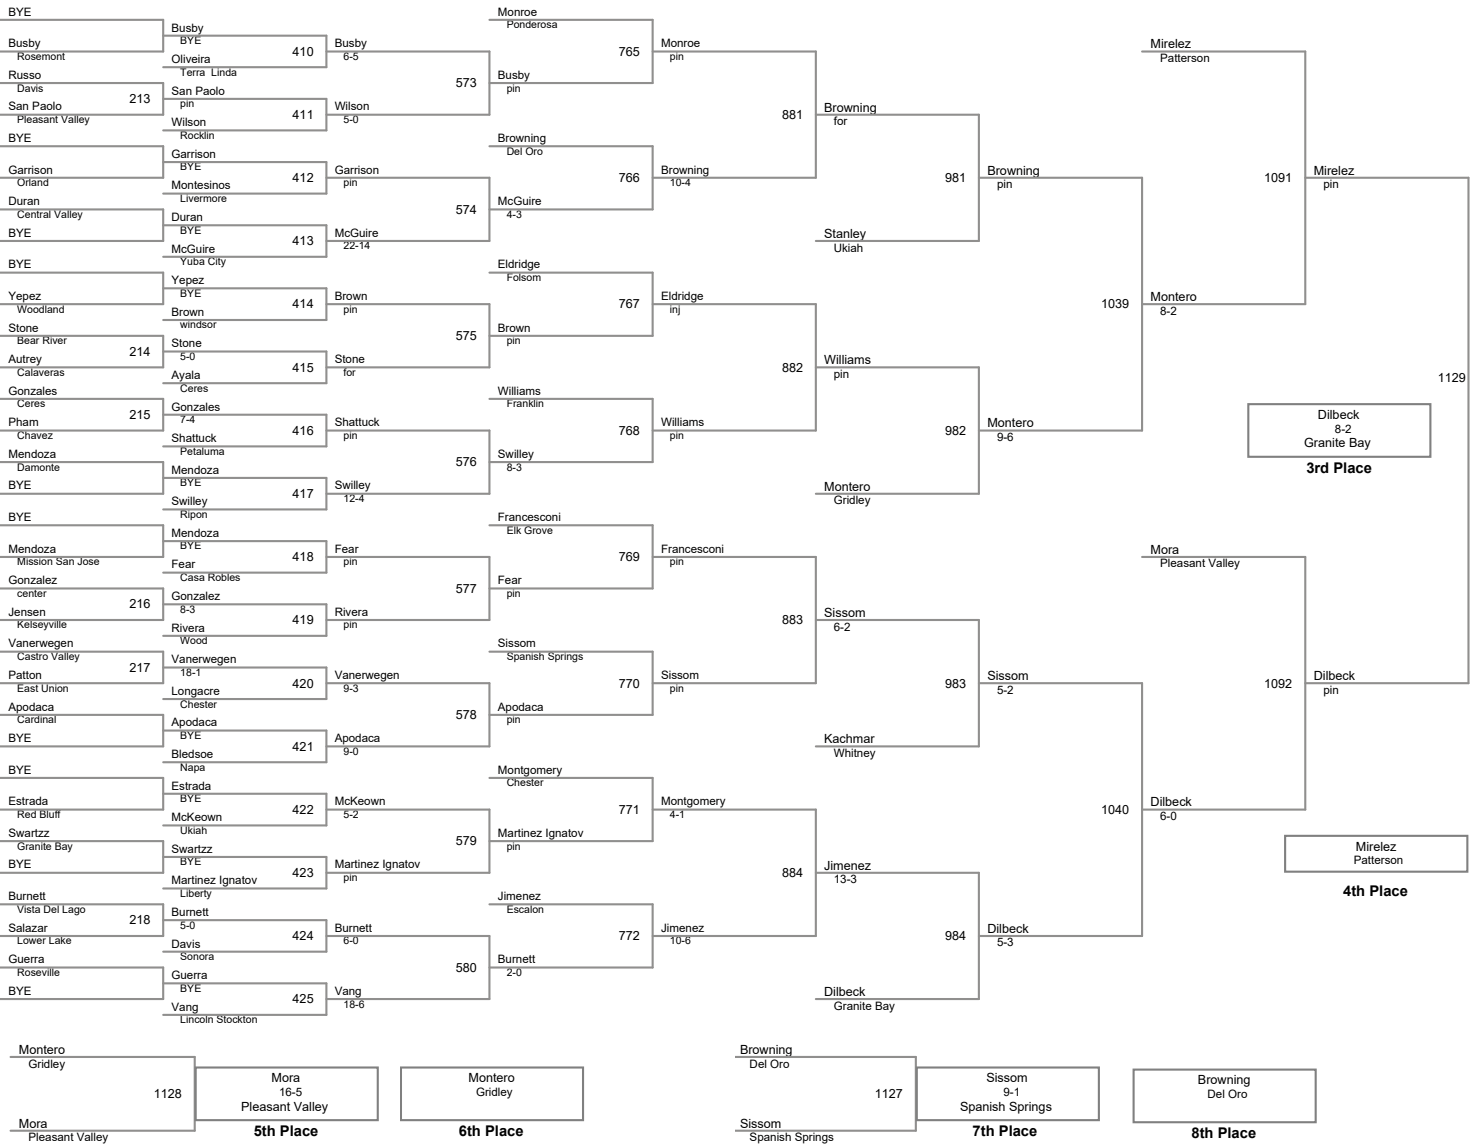 BYE
Busby
Rosemont
Russo
Davis
213
San Paolo
Pleasant Valley
BYE
Garrison
Orland
Duran
Central Valley
BYE
BYE
Yepez
Woodland
Stone
Bear River
214
Autrey
Calaveras
Gonzales
Ceres
215
Pham
Chavez
Mendoza
Damonte
BYE
BYE
Mendoza
Mission San Jose
Gonzalez
center
216
Jensen
Kelseyville
Vanerwegen
Castro Valley
217
Patton
East Union
Apodaca
Cardinal
BYE
BYE
Estrada
Red Bluff
Swartzz
Granite Bay
BYE
Burnett
Vista Del Lago
218
Salazar
Lower Lake
Guerra
Roseville
BYE
Busby
BYE
410
Oliveira
Terra Linda
San Paolo
pin
411
Wilson
Rocklin
Garrison
BYE
412
Montesinos
Livermore
Duran
BYE
413
McGuire
Yuba City
Yepez
BYE
414
Brown
windsor
Stone
5-0
415
Ayala
Ceres
Gonzales
7-4
416
Shattuck
Petaluma
Mendoza
BYE
417
Swilley
Ripon
Mendoza
BYE
418
Fear
Casa Robles
Gonzalez
8-3
419
Rivera
Wood
Vanerwegen
18-1
420
Longacre
Chester
Apodaca
BYE
421
Bledsoe
Napa
Estrada
BYE
422
McKeown
Ukiah
Swartzz
BYE
423
Martinez Ignatov
Liberty
Burnett
5-0
424
Davis
Sonora
Guerra
BYE
425
Vang
Lincoln Stockton
Busby
6-5
573
Wilson
5-0
Garrison
pin
574
McGuire
22-14
Brown
pin
575
Stone
for
Shattuck
pin
576
Swilley
12-4
Fear
pin
577
Rivera
pin
Vanerwegen
9-3
578
Apodaca
9-0
McKeown
5-2
579
Martinez Ignatov
pin
Burnett
6-0
580
Vang
18-6
Monroe
Ponderosa
765
Busby
pin
Browning
Del Oro
766
McGuire
4-3
Eldridge
Folsom
767
Brown
pin
Williams
Franklin
768
Swilley
8-3
Francesconi
Elk Grove
769
Fear
pin
Sissom
Spanish Springs
770
Apodaca
pin
Montgomery
Chester
771
Martinez Ignatov
pin
Jimenez
Escalon
772
Burnett
2-0
Monroe
pin
881
Browning
10-4
Eldridge
inj
882
Williams
pin
Francesconi
pin
883
Sissom
pin
Montgomery
4-1
884
Jimenez
10-6
Browning
for
981
Stanley
Ukiah
Williams
pin
982
Montero
Gridley
Sissom
6-2
983
Kachmar
Whitney
Jimenez
13-3
984
Dilbeck
Granite Bay
Browning
pin
1039
Montero
9-6
Sissom
5-2
1040
Dilbeck
5-3
Mirelez
Patterson
1091
Montero
8-2
Mora
Pleasant Valley
1092
Dilbeck
6-0
Mirelez
pin
1129
Dilbeck
pin
Dilbeck
8-2
Granite Bay
3rd Place
Mirelez
Patterson
4th Place
Montero
Gridley
1128
Mora
Pleasant Valley
Mora
16-5
Pleasant Valley
5th Place
Montero
Gridley
6th Place
Browning
Del Oro
1127
Sissom
Spanish Springs
Sissom
9-1
Spanish Springs
7th Place
Browning
Del Oro
8th Place